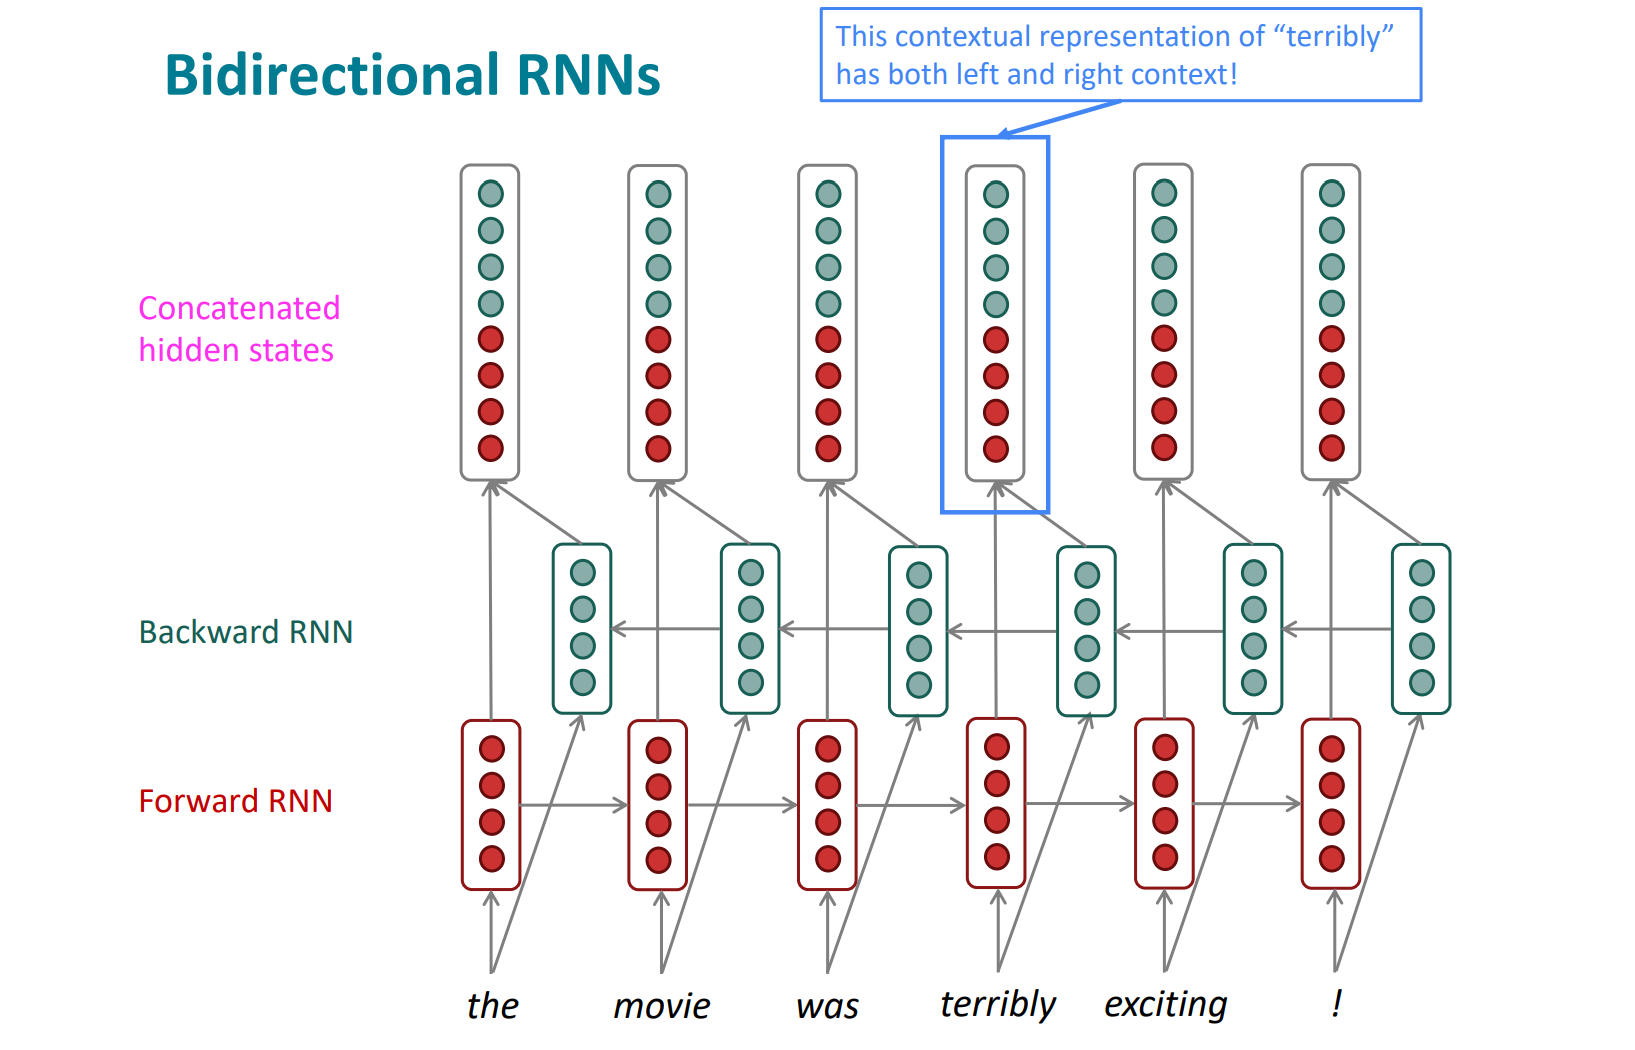 Bidirectional RNNs
This contextual representation of “terribly”
has both left and right context!
Concatenated
hidden states
Backward RNN
Forward RNN
the movie was terribly exciting !